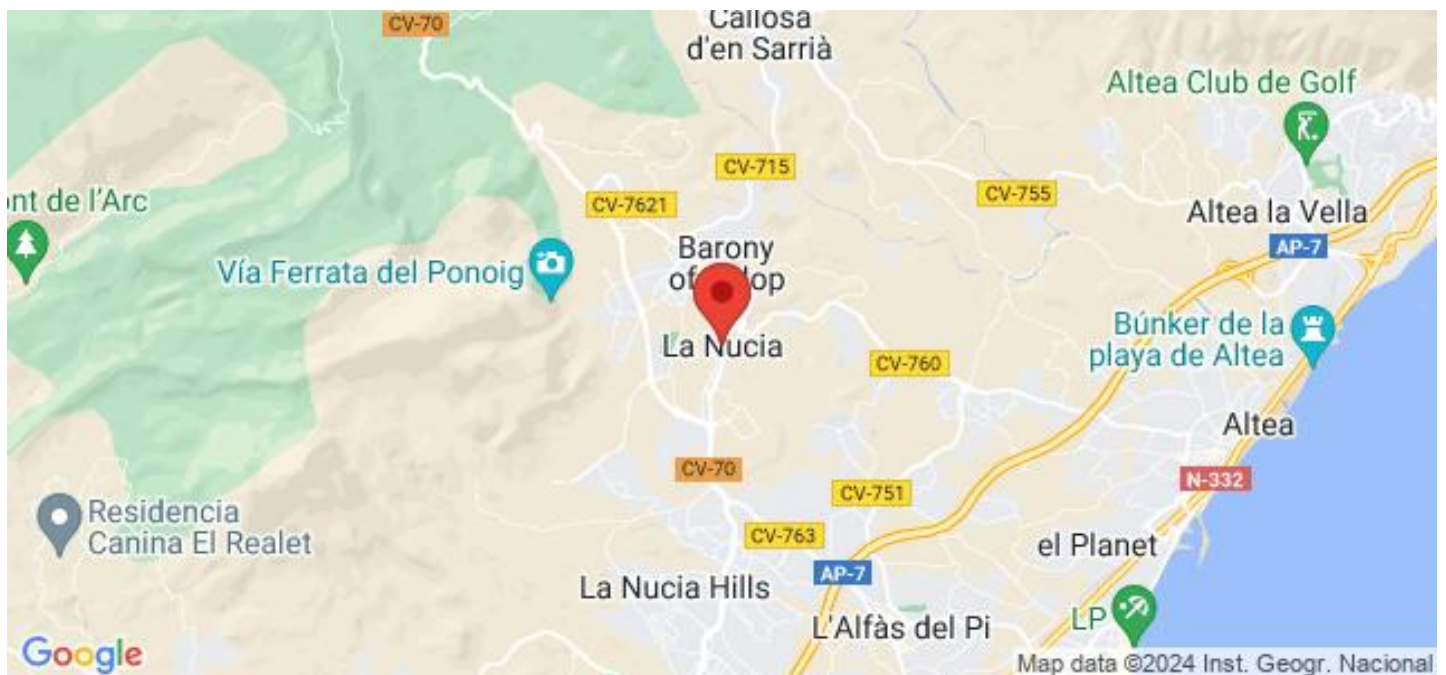 CV-70
Callosa
d'en Sarrià
Altea Club de Golf
CV-715
CV-755
ont de l'Arc
CV-7621
Altea la Vella
AP-7
Barony
of
lop
Vía Ferrata del Ponoig
Búnker de la
playa de Altea
La Nucia
CV-760
Altea
CV-70
N-332
CV-751
Residencia
Canina El Realet
CV-763
el Planet
AP-7
La Nucia Hills
L'Alfàs del Pi
LP
Google
Map data ©2024 Inst. Geogr. Nacional